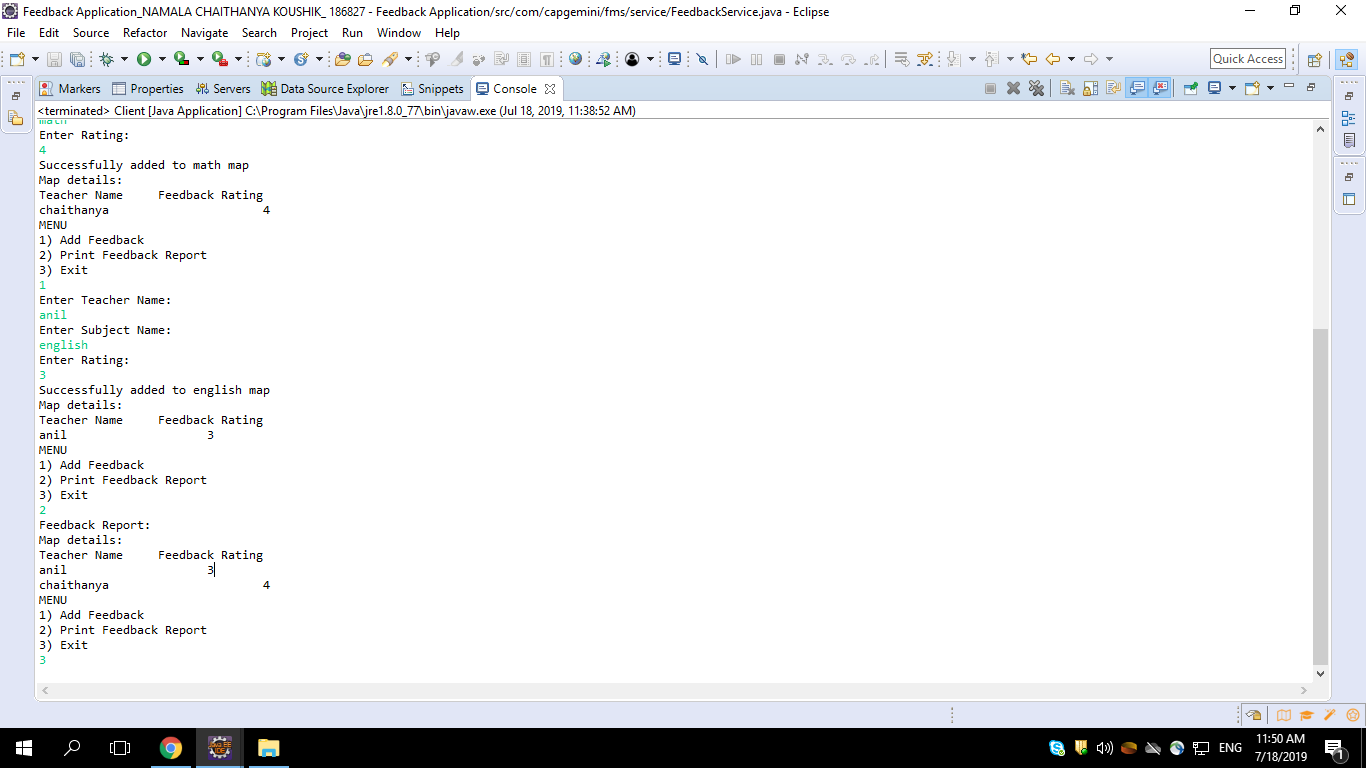 Feedback Application_NAMALA CHAITHANYA KOUSHIK_ 186827 - Feedback Application/src/com/capgemini/fms/service/FeedbackService.java - Eclipse
File Edit Source Refactor Navigate Search Project Run Window Help
Quick Access
Markers Properties Servers Data Source Explorer Snippets Console
<terminated> Client [Java Application] C:\Program Files\Java\jre1.8.0_77\bin\javaw.exe (Jul 18, 2019, 11:38:52 AM)
math
Enter Rating:
4
Successfully added to math map
Map details:
Teacher Name     Feedback Rating
chaithanya                      4
MENU
1) Add Feedback
2) Print Feedback Report
3) Exit
1
Enter Teacher Name:
anil
Enter Subject Name:
english
Enter Rating:
3
Successfully added to english map
Map details:
Teacher Name     Feedback Rating
anil                    3
MENU
1) Add Feedback
2) Print Feedback Report
3) Exit
2
Feedback Report:
Map details:
Teacher Name     Feedback Rating
anil                    3
chaithanya                      4
MENU
1) Add Feedback
2) Print Feedback Report
3) Exit
3
ENG
11:50 AM
7/18/2019
1